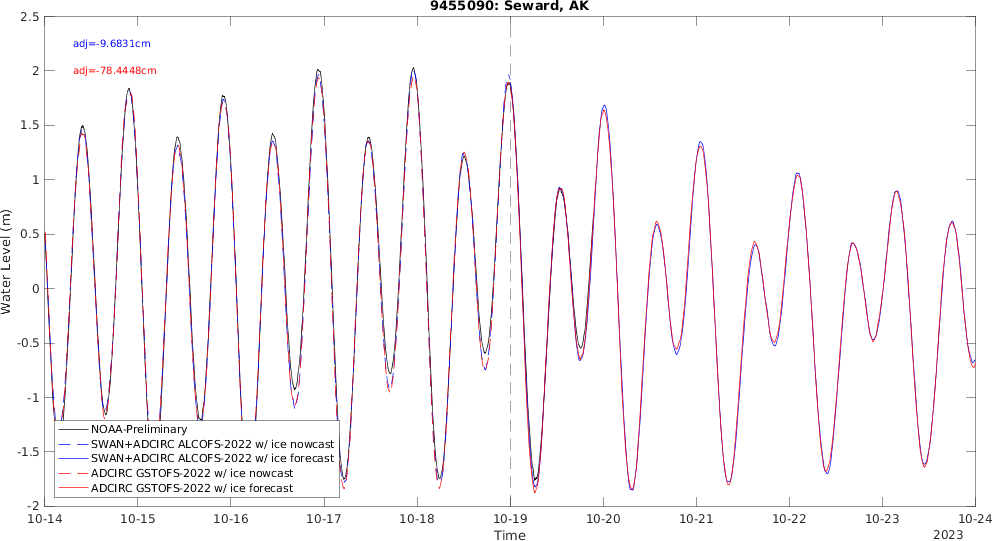 9455090: Seward, AK
2.5
adj=-9.6831cm
2
adj=-78.4448cm
1.5
1
0.5
Water Level (m)
0
-0.5
-1
NOAA-Preliminary
SWAN+ADCIRC ALCOFS-2022 w/ ice nowcast
-1.5
SWAN+ADCIRC ALCOFS-2022 w/ ice forecast
ADCIRC GSTOFS-2022 w/ ice nowcast
ADCIRC GSTOFS-2022 w/ ice forecast
-2
10-14 10-15 10-16 10-17 10-18 10-19 10-20 10-21 10-22 10-23 10-24
Time
2023